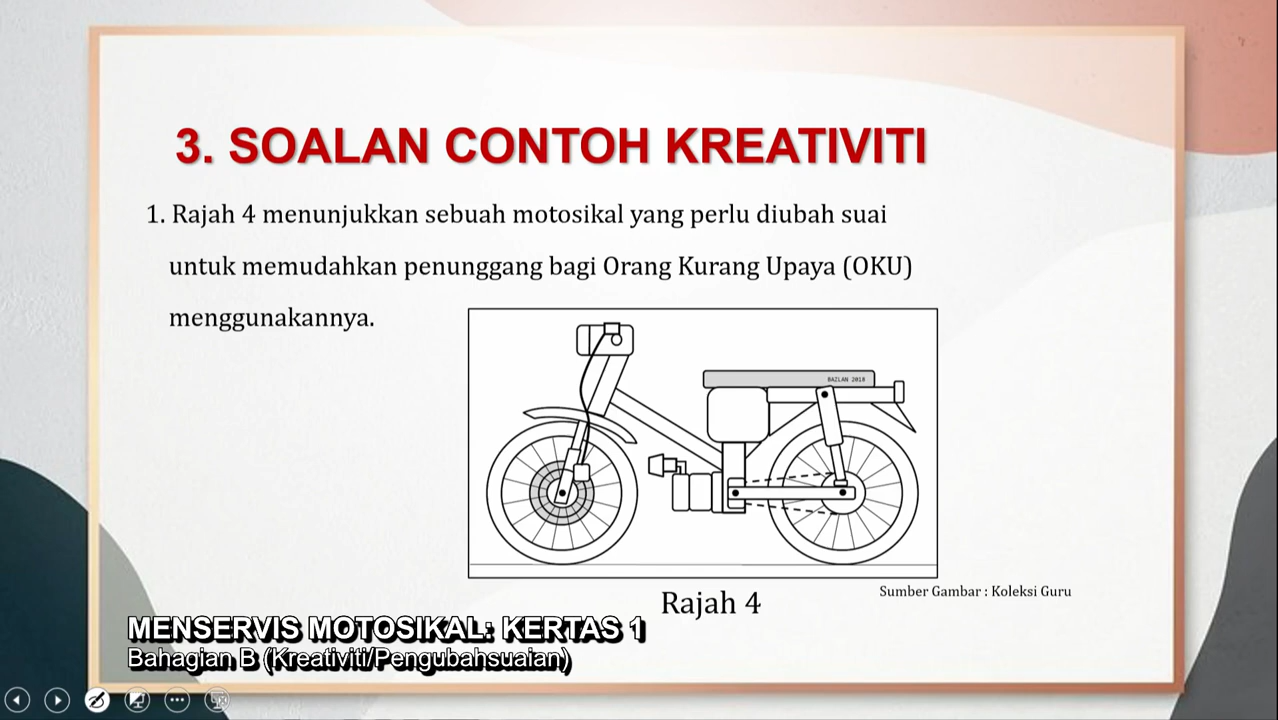 3. SOALAN CONTOH KREATIVITI
1. Rajah 4 menunjukkan sebuah motosikal yang perlu diubah suai
untuk memudahkan penunggang bagi Orang Kurang Upaya (OKU)
menggunakannya.
BAZLAN 2018
Rajah 4
Sumber Gambar : Koleksi Guru
MENSERVIS MOTOSIKAL: KERTAS 1
Bahagian B (Kreativiti/Pengubahsuaian)